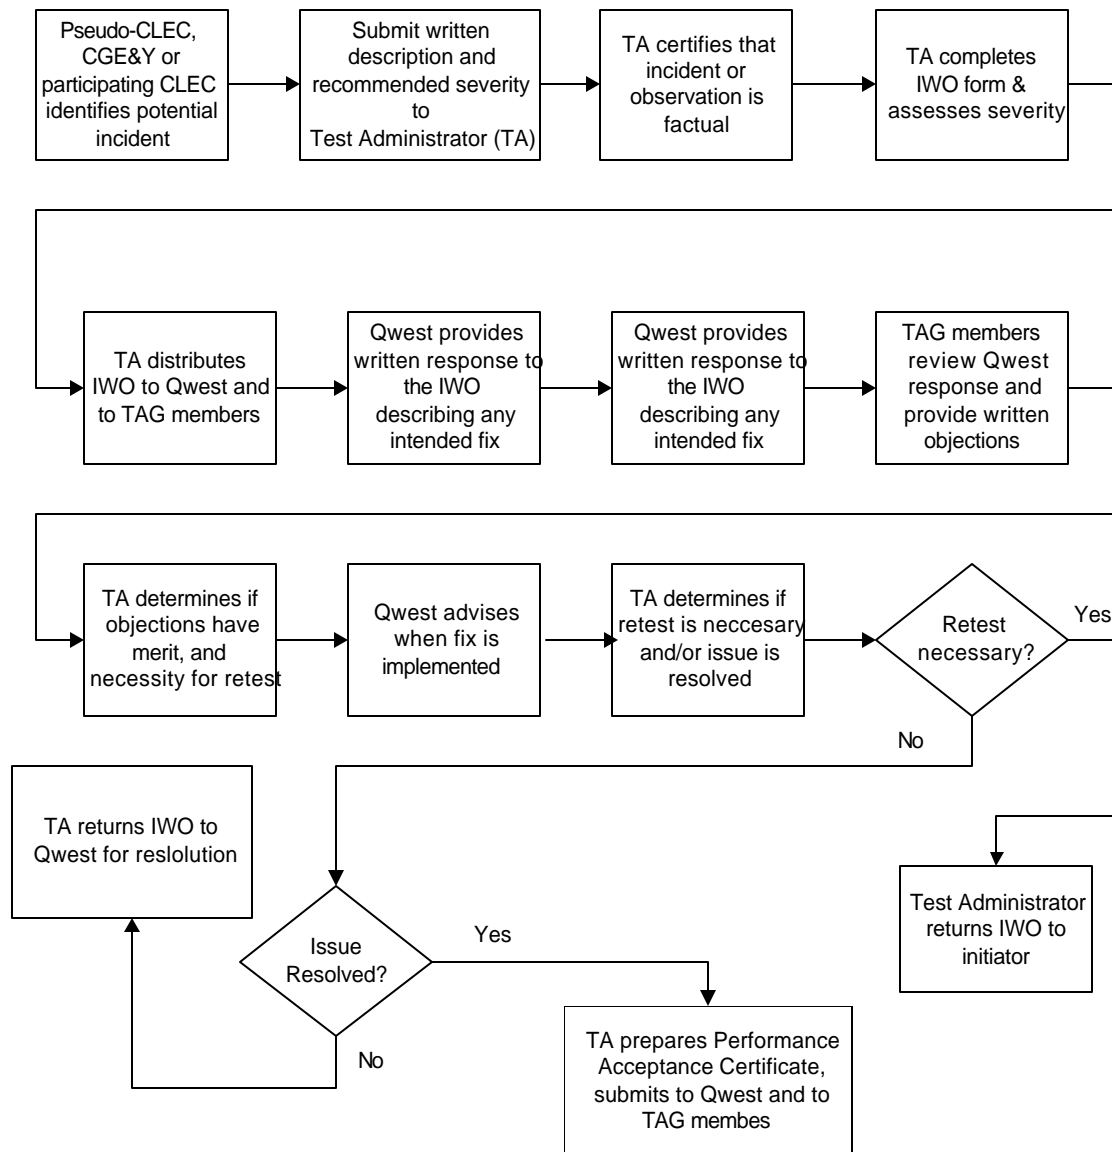 Pseudo-CLEC,
CGE&Y or
participating CLEC
identifies potential
incident
Submit written
description and
recommended severity
to
Test Administrator (TA)
TA certifies that
incident or
observation is
factual
TA completes
IWO form &
assesses severity
TA distributes
IWO to Qwest and
to TAG members
Qwest provides
written response to
the IWO
describing any
intended fix
Qwest provides
written response to
the IWO
describing any
intended fix
TAG members
review Qwest
response and
provide written
objections
TA determines if
objections have
merit, and
necessity for retest
Qwest advises
when fix is
implemented
TA determines if
retest is neccesary
and/or issue is
resolved
Retest
necessary?
Yes
No
TA returns IWO to
Qwest for reslolution
Issue
Resolved?
Yes
No
TA prepares Performance
Acceptance Certificate,
submits to Qwest and to
TAG membes
Test Administrator
returns IWO to
initiator